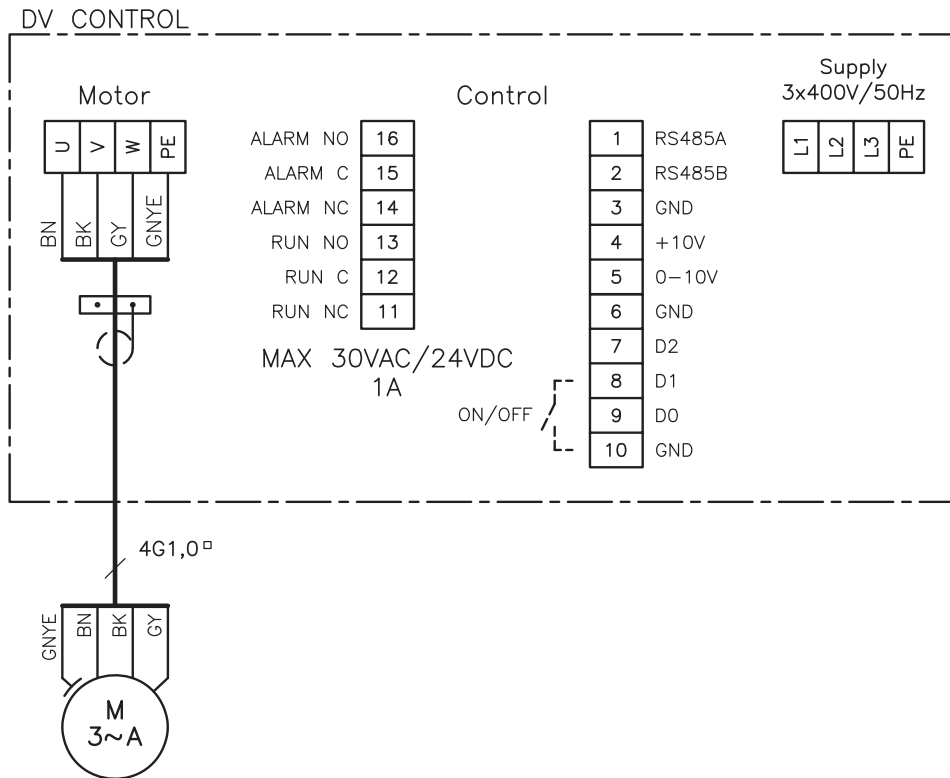 DV CONTROL
Motor
Control
Supply
3x400V/50Hz
U V W PE
BN BK GY GNYE
ALARM NO 16
ALARM C 15
ALARM NC 14
RUN NO 13
RUN C 12
RUN NC 11
MAX 30VAC/24VDC
1A
1 RS485A
2 RS485B
3 GND
4 +10V
5 0-10V
6 GND
7 D2
8 D1
9 D0
10 GND
ON/OFF
L1 L2 L3 PE
4G1,0▫
GNYE BN BK GY
M
3~A